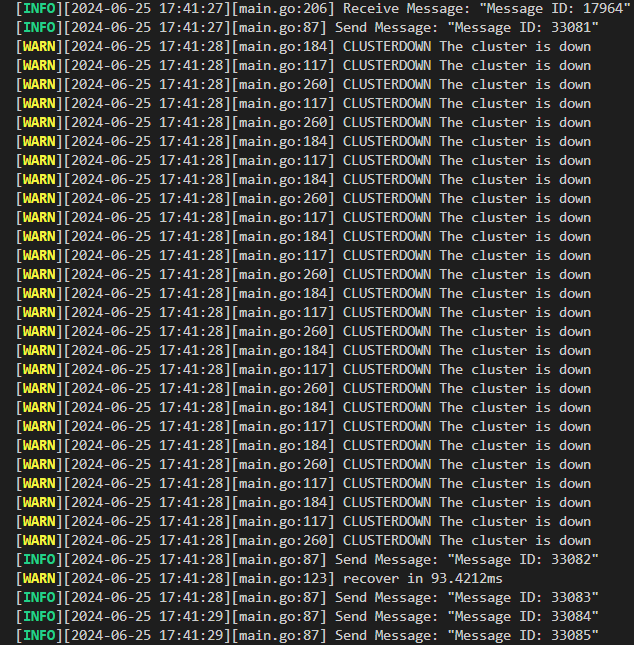 [INFO][2024-06-25 17:41:27][main.go:206] Receive Message: "Message ID: 17964"
[INFO][2024-06-25 17:41:27][main.go:87] Send Message: "Message ID: 33081"
[WARN][2024-06-25 17:41:28][main.go:184] CLUSTERDOWN The cluster is down
[WARN][2024-06-25 17:41:28][main.go:117] CLUSTERDOWN The cluster is down
[WARN][2024-06-25 17:41:28][main.go:260] CLUSTERDOWN The cluster is down
[WARN][2024-06-25 17:41:28][main.go:117] CLUSTERDOWN The cluster is down
[WARN][2024-06-25 17:41:28][main.go:260] CLUSTERDOWN The cluster is down
[WARN][2024-06-25 17:41:28][main.go:184] CLUSTERDOWN The cluster is down
[WARN][2024-06-25 17:41:28][main.go:117] CLUSTERDOWN The cluster is down
[WARN][2024-06-25 17:41:28][main.go:184] CLUSTERDOWN The cluster is down
[WARN][2024-06-25 17:41:28][main.go:260] CLUSTERDOWN The cluster is down
[WARN][2024-06-25 17:41:28][main.go:117] CLUSTERDOWN The cluster is down
[WARN][2024-06-25 17:41:28][main.go:184] CLUSTERDOWN The cluster is down
[WARN][2024-06-25 17:41:28][main.go:117] CLUSTERDOWN The cluster is down
[WARN][2024-06-25 17:41:28][main.go:260] CLUSTERDOWN The cluster is down
[WARN][2024-06-25 17:41:28][main.go:184] CLUSTERDOWN The cluster is down
[WARN][2024-06-25 17:41:28][main.go:117] CLUSTERDOWN The cluster is down
[WARN][2024-06-25 17:41:28][main.go:260] CLUSTERDOWN The cluster is down
[WARN][2024-06-25 17:41:28][main.go:184] CLUSTERDOWN The cluster is down
[WARN][2024-06-25 17:41:28][main.go:117] CLUSTERDOWN The cluster is down
[WARN][2024-06-25 17:41:28][main.go:260] CLUSTERDOWN The cluster is down
[WARN][2024-06-25 17:41:28][main.go:184] CLUSTERDOWN The cluster is down
[WARN][2024-06-25 17:41:28][main.go:117] CLUSTERDOWN The cluster is down
[WARN][2024-06-25 17:41:28][main.go:184] CLUSTERDOWN The cluster is down
[WARN][2024-06-25 17:41:28][main.go:260] CLUSTERDOWN The cluster is down
[WARN][2024-06-25 17:41:28][main.go:117] CLUSTERDOWN The cluster is down
[WARN][2024-06-25 17:41:28][main.go:184] CLUSTERDOWN The cluster is down
[WARN][2024-06-25 17:41:28][main.go:117] CLUSTERDOWN The cluster is down
[WARN][2024-06-25 17:41:28][main.go:260] CLUSTERDOWN The cluster is down
[INFO][2024-06-25 17:41:28][main.go:87] Send Message: "Message ID: 33082"
[WARN][2024-06-25 17:41:28][main.go:123] recover in 93.4212ms
[INFO][2024-06-25 17:41:28][main.go:87] Send Message: "Message ID: 33083"
[INFO][2024-06-25 17:41:29][main.go:87] Send Message: "Message ID: 33084"
[INFO][2024-06-25 17:41:29][main.go:87] Send Message: "Message ID: 33085"